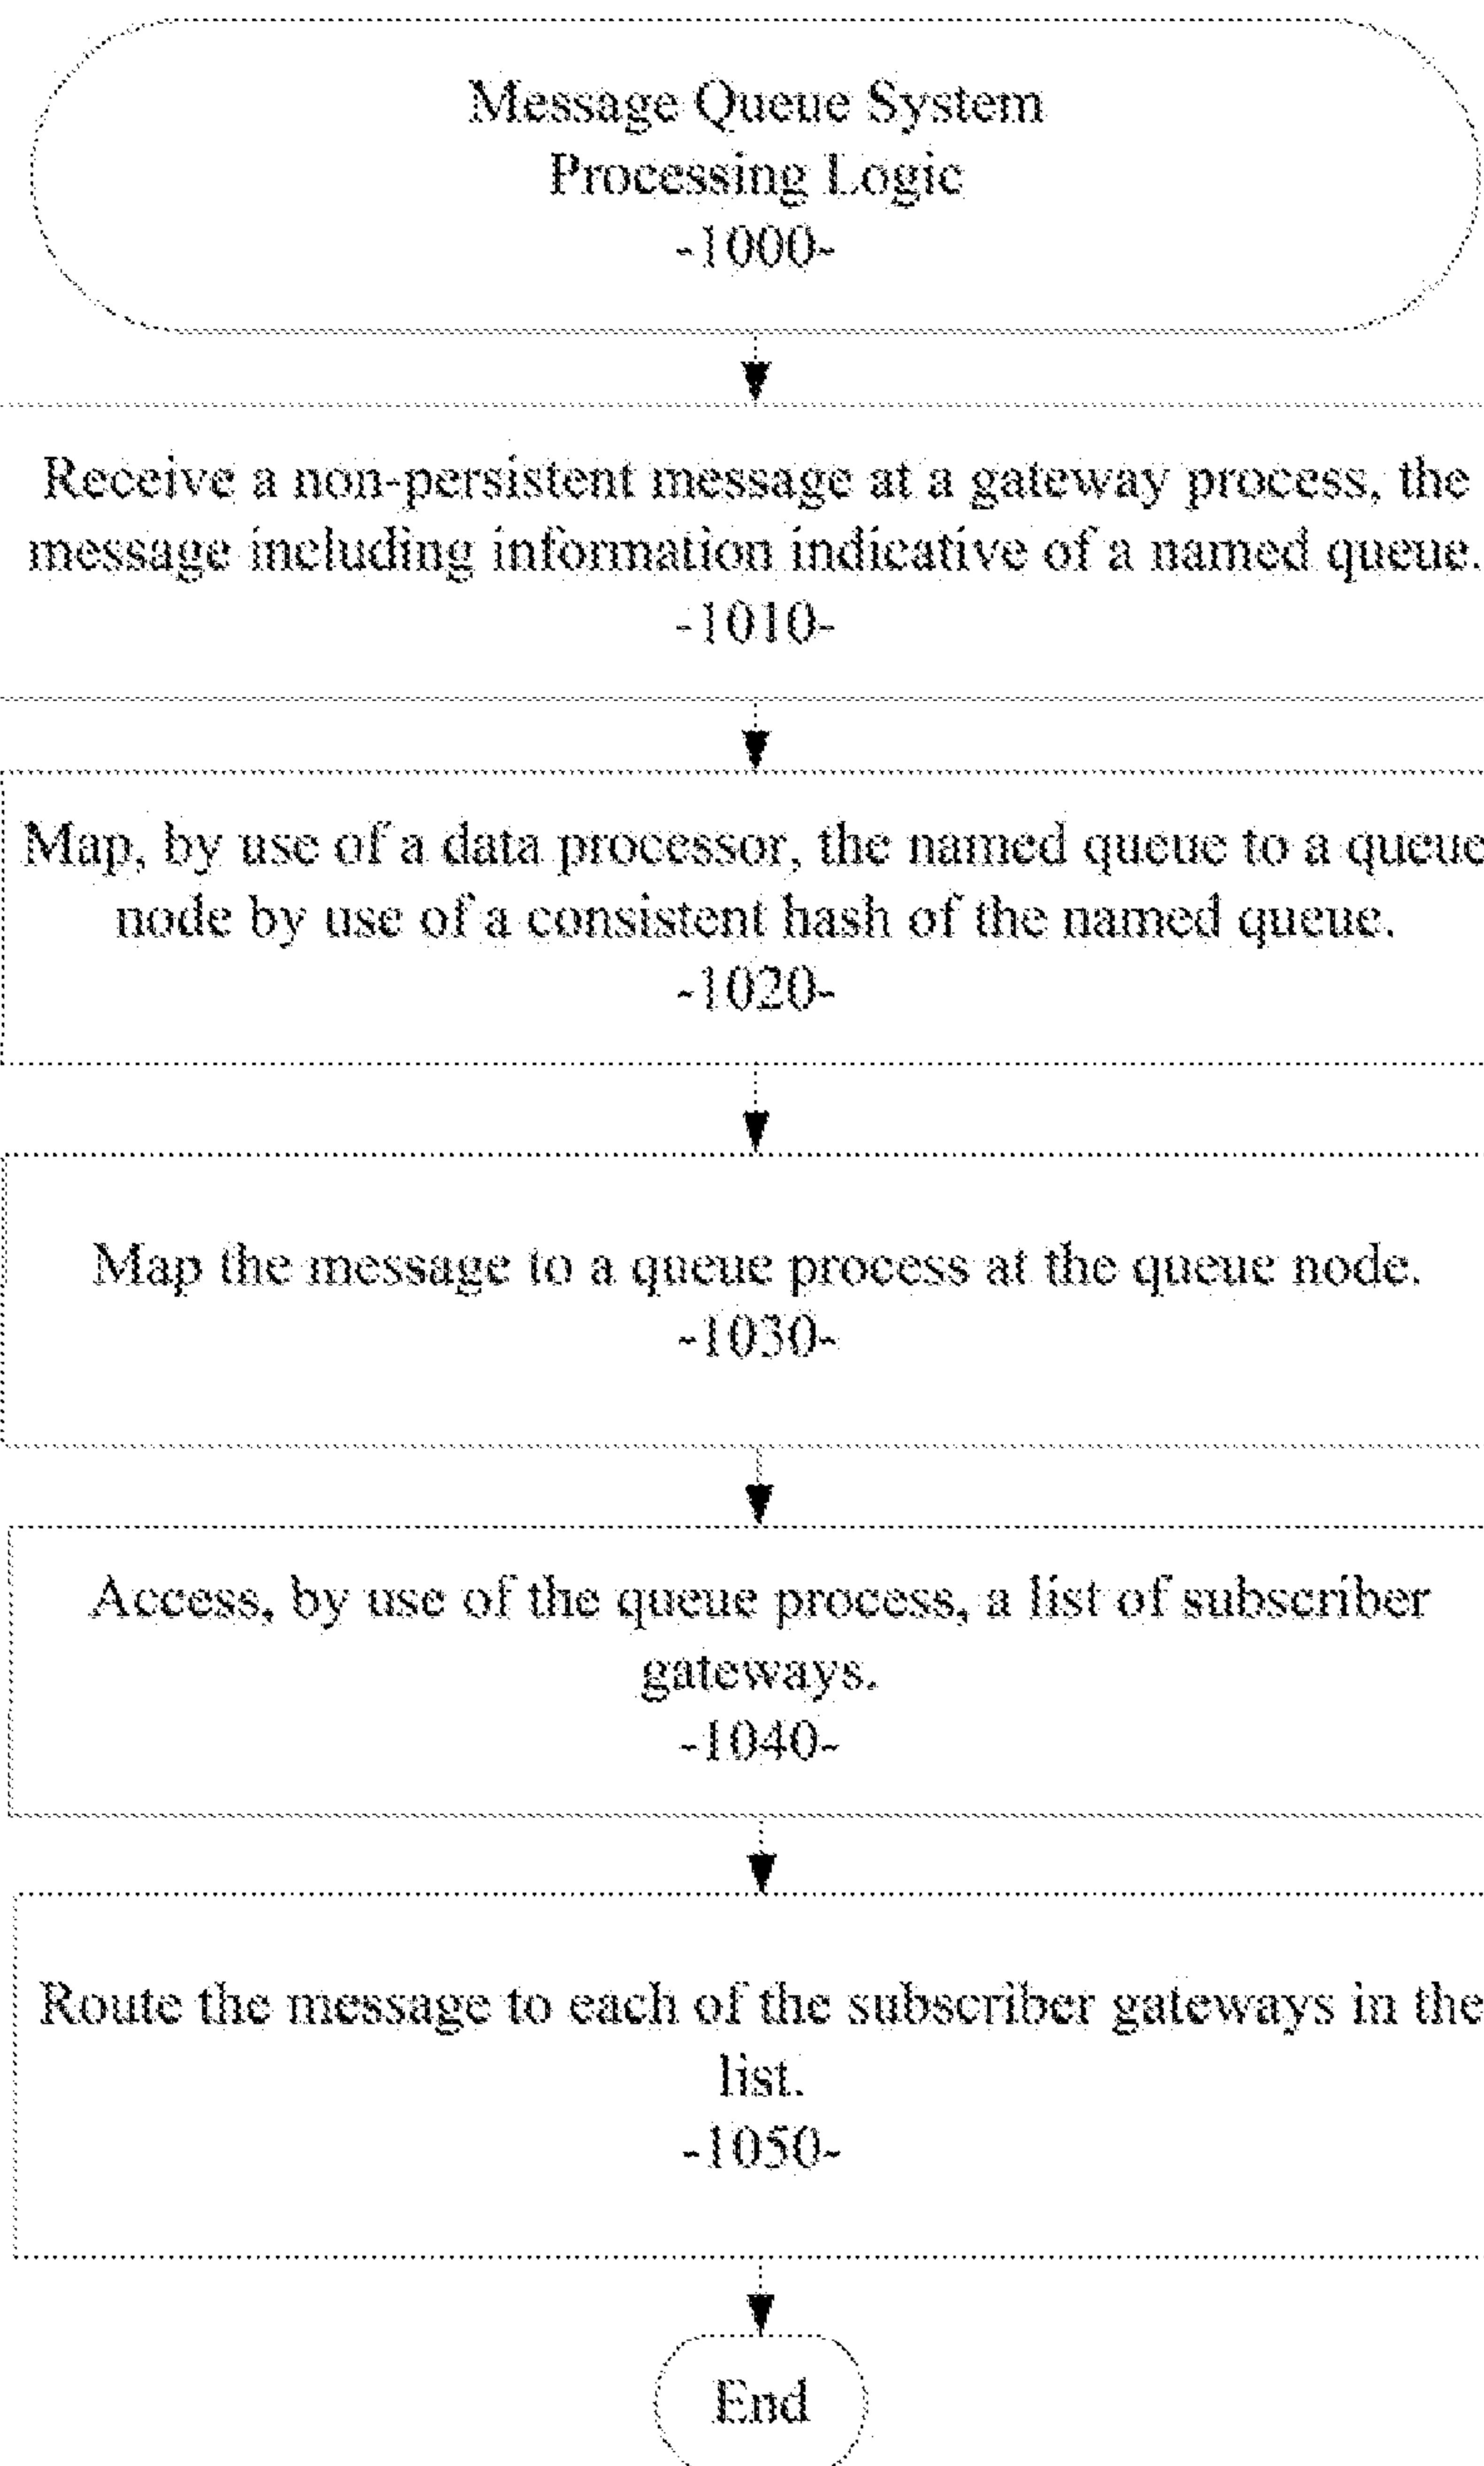 Message Queue System
Processing Logic
-1000-
Receive a non-persistent message at a gateway process, the
message including information indicative of a named queue.
-1010-
Map, by use of a data processor, the named queue to a queue
node by use of a consistent hash of the named queue.
-1020-
Map the message to a queue process at the queue node.
-1030-
Access, by use of the queue process, a list of subscriber
gateways.
-1040-
Route the message to each of the subscriber gateways in the
list.
-1050-
End